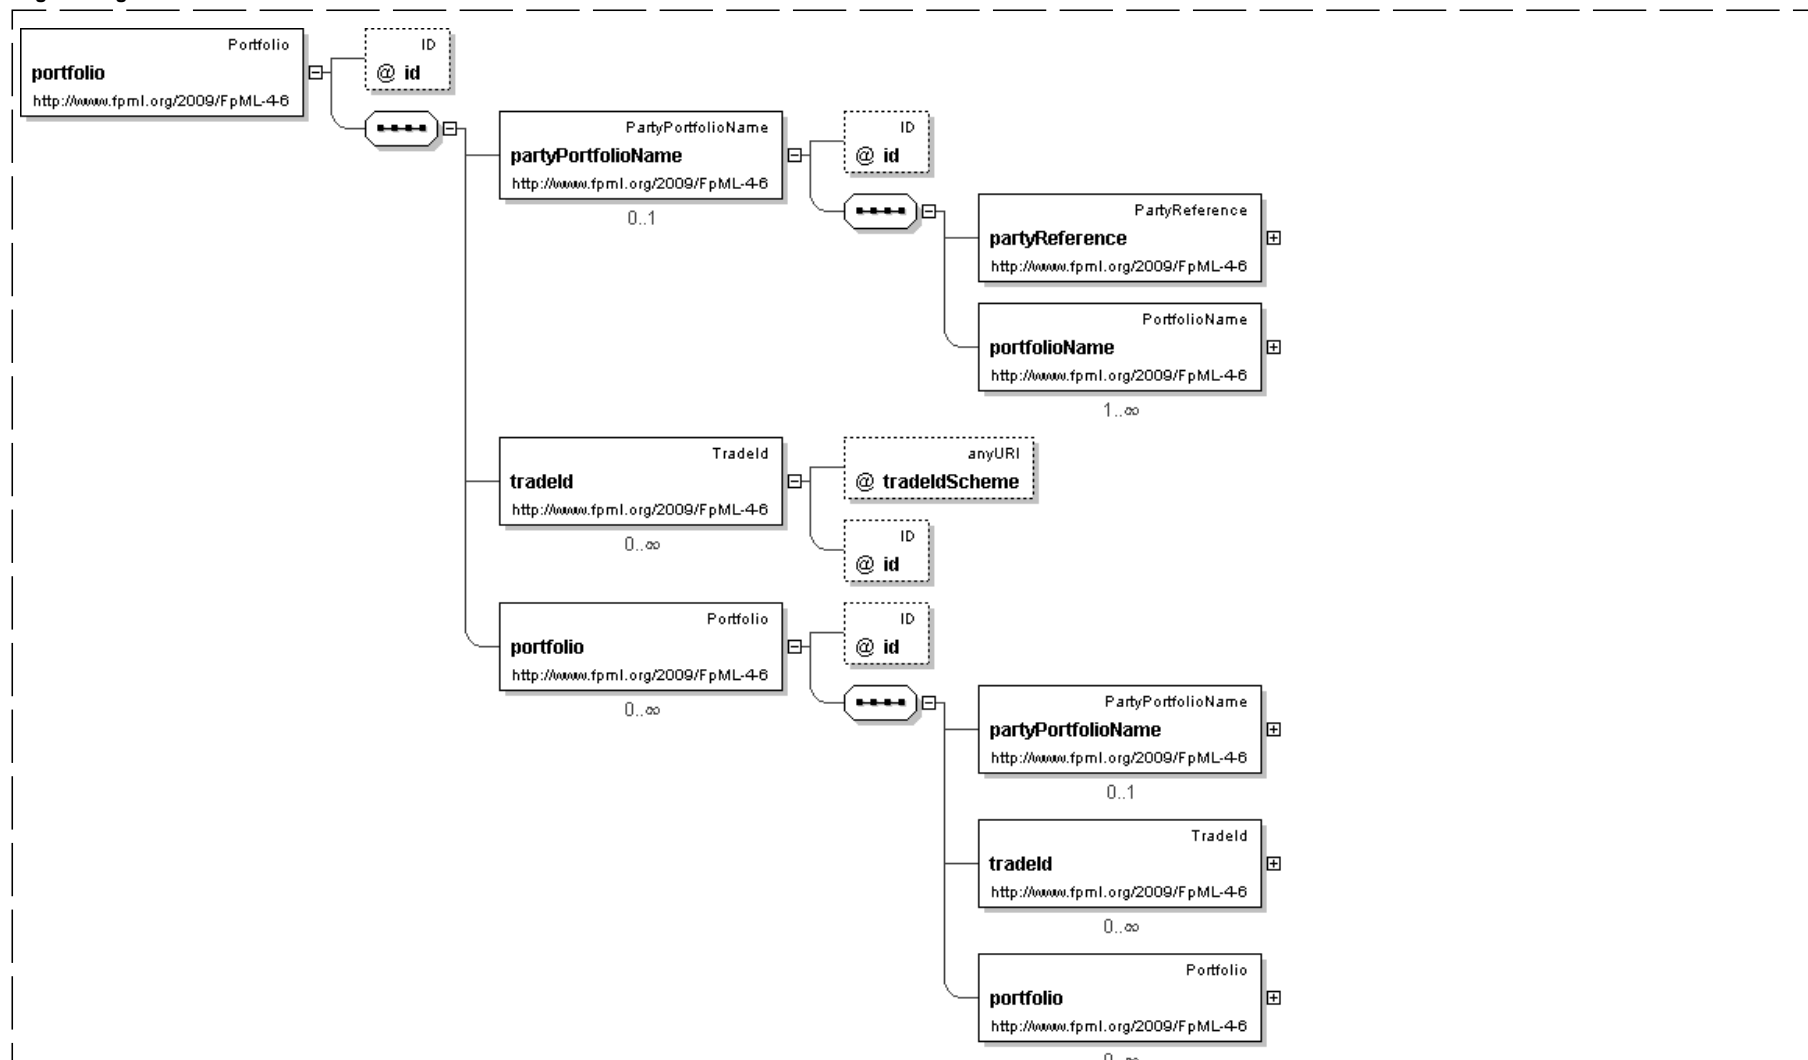 Portfolio
portfolio
http://www.fpml.org/2009/FpML-4-6
ID
@ id
PartyPortfolioName
partyPortfolioName
http://www.fpml.org/2009/FpML-4-6
0..1
ID
@ id
PartyReference
partyReference
http://www.fpml.org/2009/FpML-4-6
PortfolioName
portfolioName
http://www.fpml.org/2009/FpML-4-6
1..∞
TradeId
tradeId
http://www.fpml.org/2009/FpML-4-6
0..∞
anyURI
@ tradeIdScheme
ID
@ id
Portfolio
portfolio
http://www.fpml.org/2009/FpML-4-6
0..∞
ID
@ id
PartyPortfolioName
partyPortfolioName
http://www.fpml.org/2009/FpML-4-6
0..1
TradeId
tradeId
http://www.fpml.org/2009/FpML-4-6
0..∞
Portfolio
portfolio
http://www.fpml.org/2009/FpML-4-6
0..∞